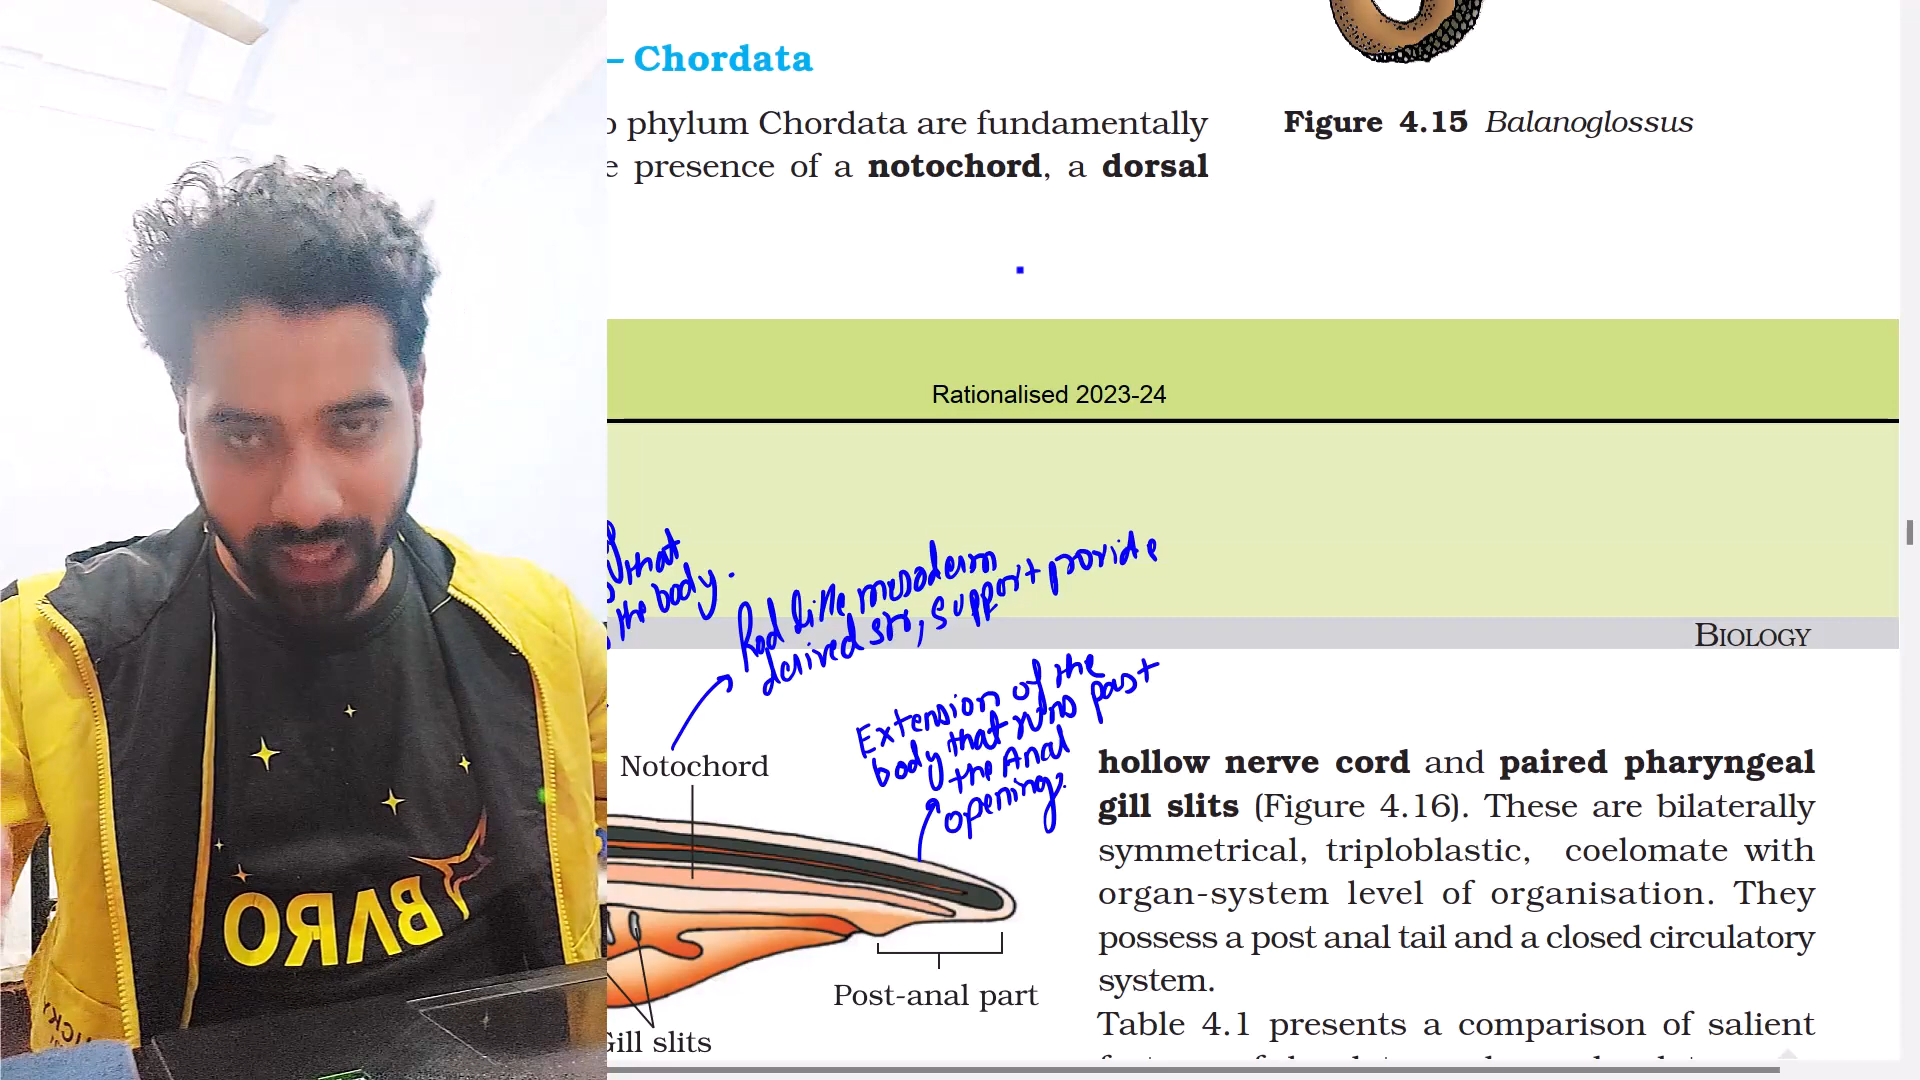 – Chordata
phylum Chordata are fundamentally
presence of a notochord, a dorsal
Figure 4.15 Balanoglossus
Rationalised 2023-24
that
the body.
Rod like mesoderm
derived str, support provide
BIOLOGY
Extension of the
body that runs past
the Anal
opening.
Notochord
Post-anal part
Gill slits
hollow nerve cord and paired pharyngeal
gill slits (Figure 4.16). These are bilaterally
symmetrical, triploblastic, coelomate with
organ-system level of organisation. They
possess a post anal tail and a closed circulatory
system.
Table 4.1 presents a comparison of salient
BARO